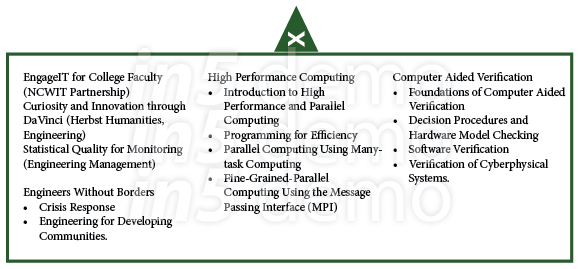 X
EngageIT for College Faculty
(NCWIT Partnership)
Curiosity and Innovation through
DaVinci (Herbst Humanities,
Engineering)
Statistical Quality for Monitoring
(Engineering Management)
Engineers Without Borders
• Crisis Response
• Engineering for Developing
Communities.
High Performance Computing
• Introduction to High
Performance and Parallel
Computing
• Programming for Efficiency
• Parallel Computing Using Many-
task Computing
• Fine-Grained-Parallel
Computing Using the Message
Passing Interface (MPI)
Computer Aided Verification
• Foundations of Computer Aided
Verification
• Decision Procedures and
Hardware Model Checking
• Software Verification
• Verification of Cyberphysical
Systems.
in5 demo
in5 demo
in5 demo